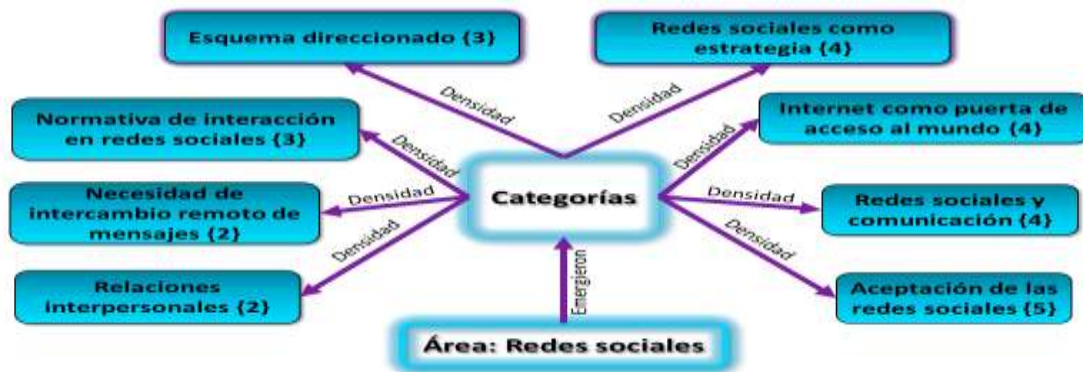 Esquema direccionado {3}
Redes sociales como
estrategia {4}
Densidad
Densidad
Normativa de interacción
en redes sociales {3}
Internet como puerta de
acceso al mundo {4}
Densidad
Densidad
Necesidad de
intercambio remoto de
mensajes {2}
Densidad
Categorías
Densidad
Redes sociales y
comunicación {4}
Densidad
Densidad
Relaciones
interpersonales {2}
Emergieron
Aceptación de las
redes sociales {5}
Área: Redes sociales